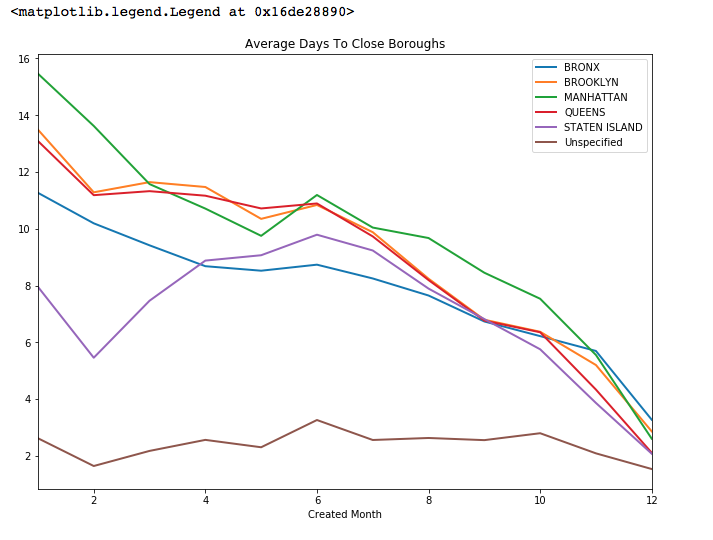 <matplotlib.legend.Legend at 0x16de28890>
Average Days To Close Boroughs
16
14
12
10
8
6
4
2
BRONX
BROOKLYN
MANHATTAN
QUEENS
STATEN ISLAND
Unspecified
2 4 6 8 10 12
Created Month